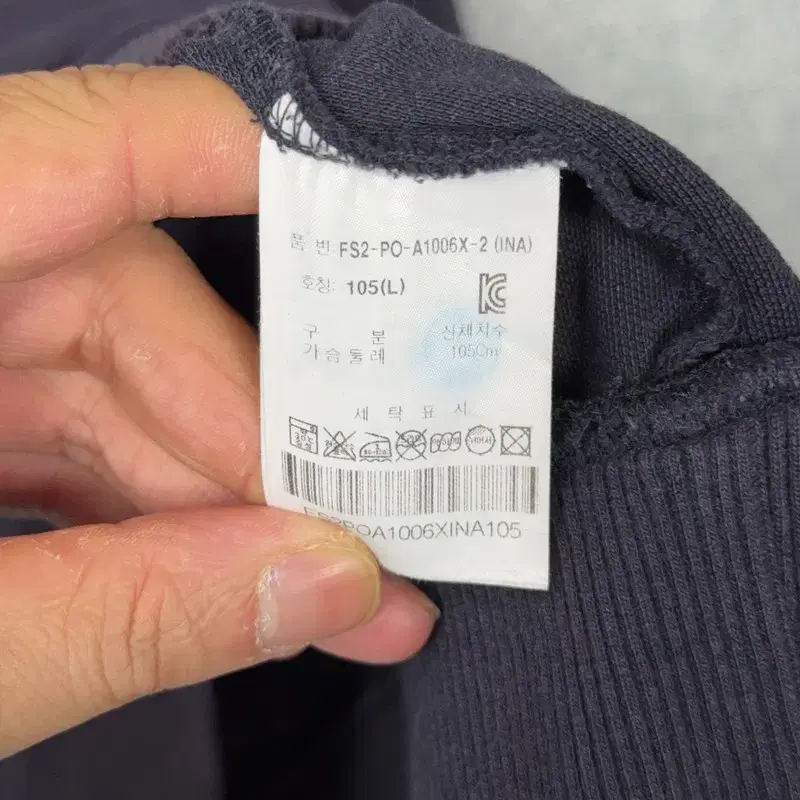 품 번: FS2-PO-A1006X-2 (INA)
호칭: 105(L)
구 분 신체치수
가슴둘레 105Cm
세 탁 표 시
FS2POA1006XINA105